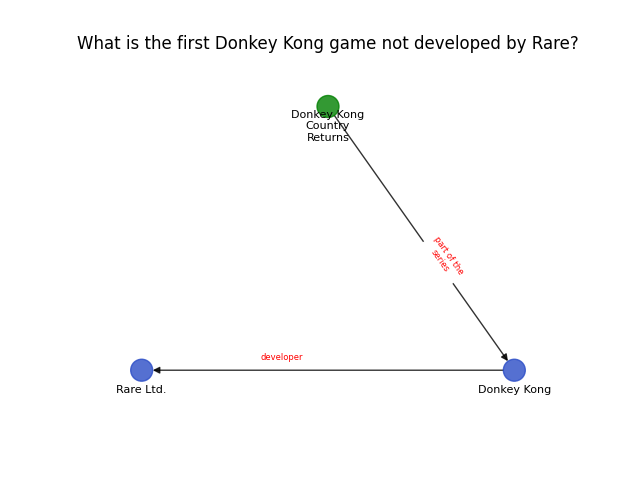 What is the first Donkey Kong game not developed by Rare?
Donkey Kong
Country
Returns
part of the
series
developer
Rare Ltd.
Donkey Kong